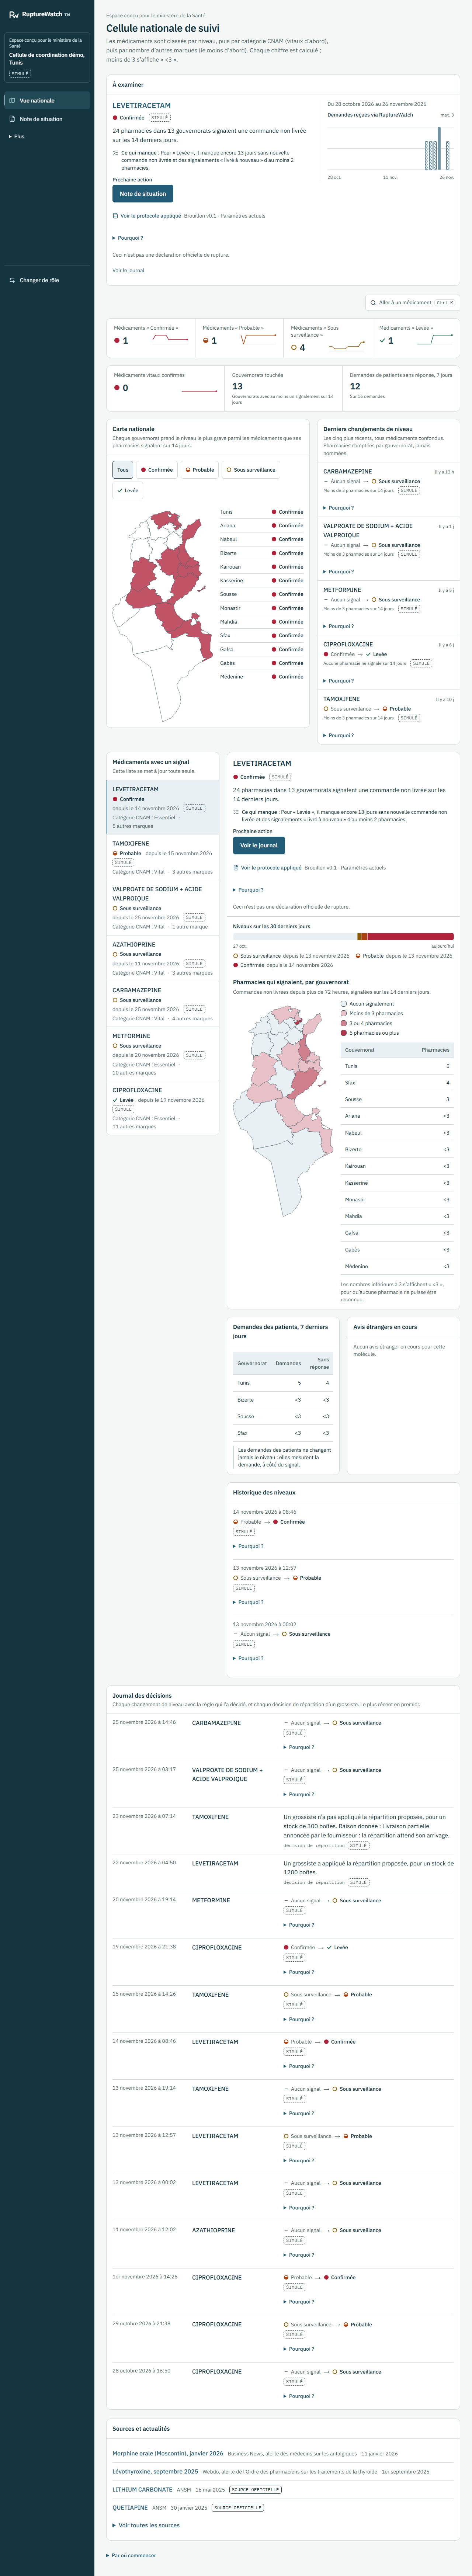 RuptureWatch TN
Espace conçu pour le ministère de la
Santé
Cellule de coordination démo,
Tunis
SIMULÉ
Vue nationale
Note de situation
Plus
Changer de rôle
Espace conçu pour le ministère de la Santé
Cellule nationale de suivi
Les médicaments sont classés par niveau, puis par catégorie CNAM (vitaux d'abord),
puis par nombre d'autres marques (le moins d'abord). Chaque chiffre est calculé ;
moins de 3 s'affiche « <3 ».
À examiner
LEVETIRACETAM
Confirmée SIMULÉ
24 pharmacies dans 13 gouvernorats signalent une commande non livrée
sur les 14 derniers jours.
Ce qui manque : Pour « Levée », il manque encore 13 jours sans nouvelle
commande non livrée et des signalements « livré à nouveau » d'au moins 2
pharmacies.
Prochaine action
Note de situation
Voir le protocole appliqué Brouillon v0.1 · Paramètres actuels
Pourquoi ?
Ceci n'est pas une déclaration officielle de rupture.
Voir le journal
Du 28 octobre 2026 au 26 novembre 2026
Demandes reçues via RuptureWatch max. 3
28 oct. 12 nov. 26 nov.
Aller à un médicament Ctrl K
Médicaments « Confirmée »
1
Médicaments « Probable »
1
Médicaments « Sous
surveillance »
4
Médicaments « Levée »
1
Médicaments vitaux confirmés
0
Gouvernorats touchés
13
Gouvernorats avec au moins un signalement sur 14
jours
Demandes de patients sans réponse, 7 jours
12
Sur 16 demandes
Carte nationale
Chaque gouvernorat prend le niveau le plus grave parmi les médicaments que ses
pharmacies signalent sur 14 jours.
Tous Confirmée Probable Sous surveillance
Levée
Tunis Confirmée
Ariana Confirmée
Nabeul Confirmée
Bizerte Confirmée
Kairouan Confirmée
Kasserine Confirmée
Sousse Confirmée
Monastir Confirmée
Mahdia Confirmée
Sfax Confirmée
Gafsa Confirmée
Gabès Confirmée
Médenine Confirmée
Derniers changements de niveau
Les cinq plus récents, tous médicaments confondus.
Pharmacies comptées par gouvernorat, jamais
nommées.
CARBAMAZEPINE il y a 12 h
Aucun signal → Sous surveillance
Moins de 3 pharmacies sur 14 jours SIMULÉ
Pourquoi ?
VALPROATE DE SODIUM + ACIDE il y a 1 j
VALPROIQUE
Aucun signal → Sous surveillance
Moins de 3 pharmacies sur 14 jours SIMULÉ
Pourquoi ?
METFORMINE il y a 5 j
Aucun signal → Sous surveillance
Moins de 3 pharmacies sur 14 jours SIMULÉ
Pourquoi ?
CIPROFLOXACINE il y a 6 j
Confirmée → Levée
Aucune pharmacie ne signale sur 14 jours SIMULÉ
Pourquoi ?
TAMOXIFENE il y a 10 j
Sous surveillance → Probable
Moins de 3 pharmacies sur 14 jours SIMULÉ
Pourquoi ?
Médicaments avec un signal
Cette liste se met à jour toute seule.
LEVETIRACETAM
Confirmée
depuis le 14 novembre 2026 SIMULÉ
Catégorie CNAM : Essentiel ·
5 autres marques
TAMOXIFENE
Probable depuis le 15 novembre 2026
SIMULÉ
Catégorie CNAM : Vital · 3 autres marques
VALPROATE DE SODIUM + ACIDE
VALPROIQUE
Sous surveillance
depuis le 25 novembre 2026 SIMULÉ
Catégorie CNAM : Vital · 1 autre marque
AZATHIOPRINE
Sous surveillance
depuis le 11 novembre 2026 SIMULÉ
Catégorie CNAM : Vital · 3 autres marques
CARBAMAZEPINE
Sous surveillance
depuis le 25 novembre 2026 SIMULÉ
Catégorie CNAM : Vital · 4 autres marques
METFORMINE
Sous surveillance
depuis le 20 novembre 2026 SIMULÉ
Catégorie CNAM : Essentiel ·
10 autres marques
CIPROFLOXACINE
Levée depuis le 19 novembre 2026
SIMULÉ
Catégorie CNAM : Essentiel ·
11 autres marques
LEVETIRACETAM
Confirmée SIMULÉ
24 pharmacies dans 13 gouvernorats signalent une commande non livrée sur les
14 derniers jours.
Ce qui manque : Pour « Levée », il manque encore 13 jours sans nouvelle commande non
livrée et des signalements « livré à nouveau » d'au moins 2 pharmacies.
Prochaine action
Voir le journal
Voir le protocole appliqué Brouillon v0.1 · Paramètres actuels
Pourquoi ?
Ceci n'est pas une déclaration officielle de rupture.
Niveaux sur les 30 derniers jours
27 oct. aujourd'hui
Sous surveillance depuis le 13 novembre 2026 Probable depuis le 13 novembre 2026
Confirmée depuis le 14 novembre 2026
Pharmacies qui signalent, par gouvernorat
Commandes non livrées depuis plus de 72 heures, signalées sur les 14 derniers jours.
Aucun signalement
Moins de 3 pharmacies
3 ou 4 pharmacies
5 pharmacies ou plus
Gouvernorat Pharmacies
Tunis 5
Sfax 4
Sousse 3
Ariana <3
Nabeul <3
Bizerte <3
Kairouan <3
Kasserine <3
Monastir <3
Mahdia <3
Gafsa <3
Gabès <3
Médenine <3
Les nombres inférieurs à 3 s'affichent « <3 »,
pour qu'aucune pharmacie ne puisse être
reconnue.
Demandes des patients, 7 derniers
jours
Gouvernorat Demandes Sans
réponse
Tunis 5 4
Bizerte <3 <3
Sousse <3 <3
Sfax <3 <3
Les demandes des patients ne changent
jamais le niveau : elles mesurent la
demande, à côté du signal.
Avis étrangers en cours
Aucun avis étranger en cours pour cette
molécule.
Historique des niveaux
14 novembre 2026 à 08:46
Probable → Confirmée
SIMULÉ
Pourquoi ?
13 novembre 2026 à 12:57
Sous surveillance → Probable
SIMULÉ
Pourquoi ?
13 novembre 2026 à 00:02
Aucun signal → Sous surveillance
SIMULÉ
Pourquoi ?
Journal des décisions
Chaque changement de niveau avec la règle qui l'a décidé, et chaque décision de répartition d'un grossiste. Le plus récent en premier.
25 novembre 2026 à 14:46 CARBAMAZEPINE Aucun signal → Sous surveillance
SIMULÉ
Pourquoi ?
25 novembre 2026 à 03:17 VALPROATE DE SODIUM + Aucun signal → Sous surveillance
ACIDE VALPROIQUE SIMULÉ
Pourquoi ?
23 novembre 2026 à 07:14 TAMOXIFENE Un grossiste n'a pas appliqué la répartition proposée, pour un
stock de 300 boîtes. Raison donnée : Livraison partielle
annoncée par le fournisseur : la répartition attend son arrivage.
décision de répartition SIMULÉ
22 novembre 2026 à 04:50 LEVETIRACETAM Un grossiste a appliqué la répartition proposée, pour un stock de
1200 boîtes.
décision de répartition SIMULÉ
20 novembre 2026 à 19:14 METFORMINE Aucun signal → Sous surveillance
SIMULÉ
Pourquoi ?
19 novembre 2026 à 21:38 CIPROFLOXACINE Confirmée → Levée
SIMULÉ
Pourquoi ?
15 novembre 2026 à 14:26 TAMOXIFENE Sous surveillance → Probable
SIMULÉ
Pourquoi ?
14 novembre 2026 à 08:46 LEVETIRACETAM Probable → Confirmée
SIMULÉ
Pourquoi ?
13 novembre 2026 à 19:14 TAMOXIFENE Aucun signal → Sous surveillance
SIMULÉ
Pourquoi ?
13 novembre 2026 à 12:57 LEVETIRACETAM Sous surveillance → Probable
SIMULÉ
Pourquoi ?
13 novembre 2026 à 00:02 LEVETIRACETAM Aucun signal → Sous surveillance
SIMULÉ
Pourquoi ?
11 novembre 2026 à 12:02 AZATHIOPRINE Aucun signal → Sous surveillance
SIMULÉ
Pourquoi ?
1er novembre 2026 à 14:26 CIPROFLOXACINE Probable → Confirmée
SIMULÉ
Pourquoi ?
29 octobre 2026 à 21:38 CIPROFLOXACINE Sous surveillance → Probable
SIMULÉ
Pourquoi ?
28 octobre 2026 à 16:50 CIPROFLOXACINE Aucun signal → Sous surveillance
SIMULÉ
Pourquoi ?
Sources et actualités
Morphine orale (Moscontin), janvier 2026 Business News, alerte des médecins sur les antalgiques 11 janvier 2026
Lévothyroxine, septembre 2025 Webdo, alerte de l'Ordre des pharmaciens sur les traitements de la thyroïde 1er septembre 2025
LITHIUM CARBONATE ANSM 16 mai 2025 SOURCE OFFICIELLE
QUETIAPINE ANSM 30 janvier 2025 SOURCE OFFICIELLE
Voir toutes les sources
Par où commencer